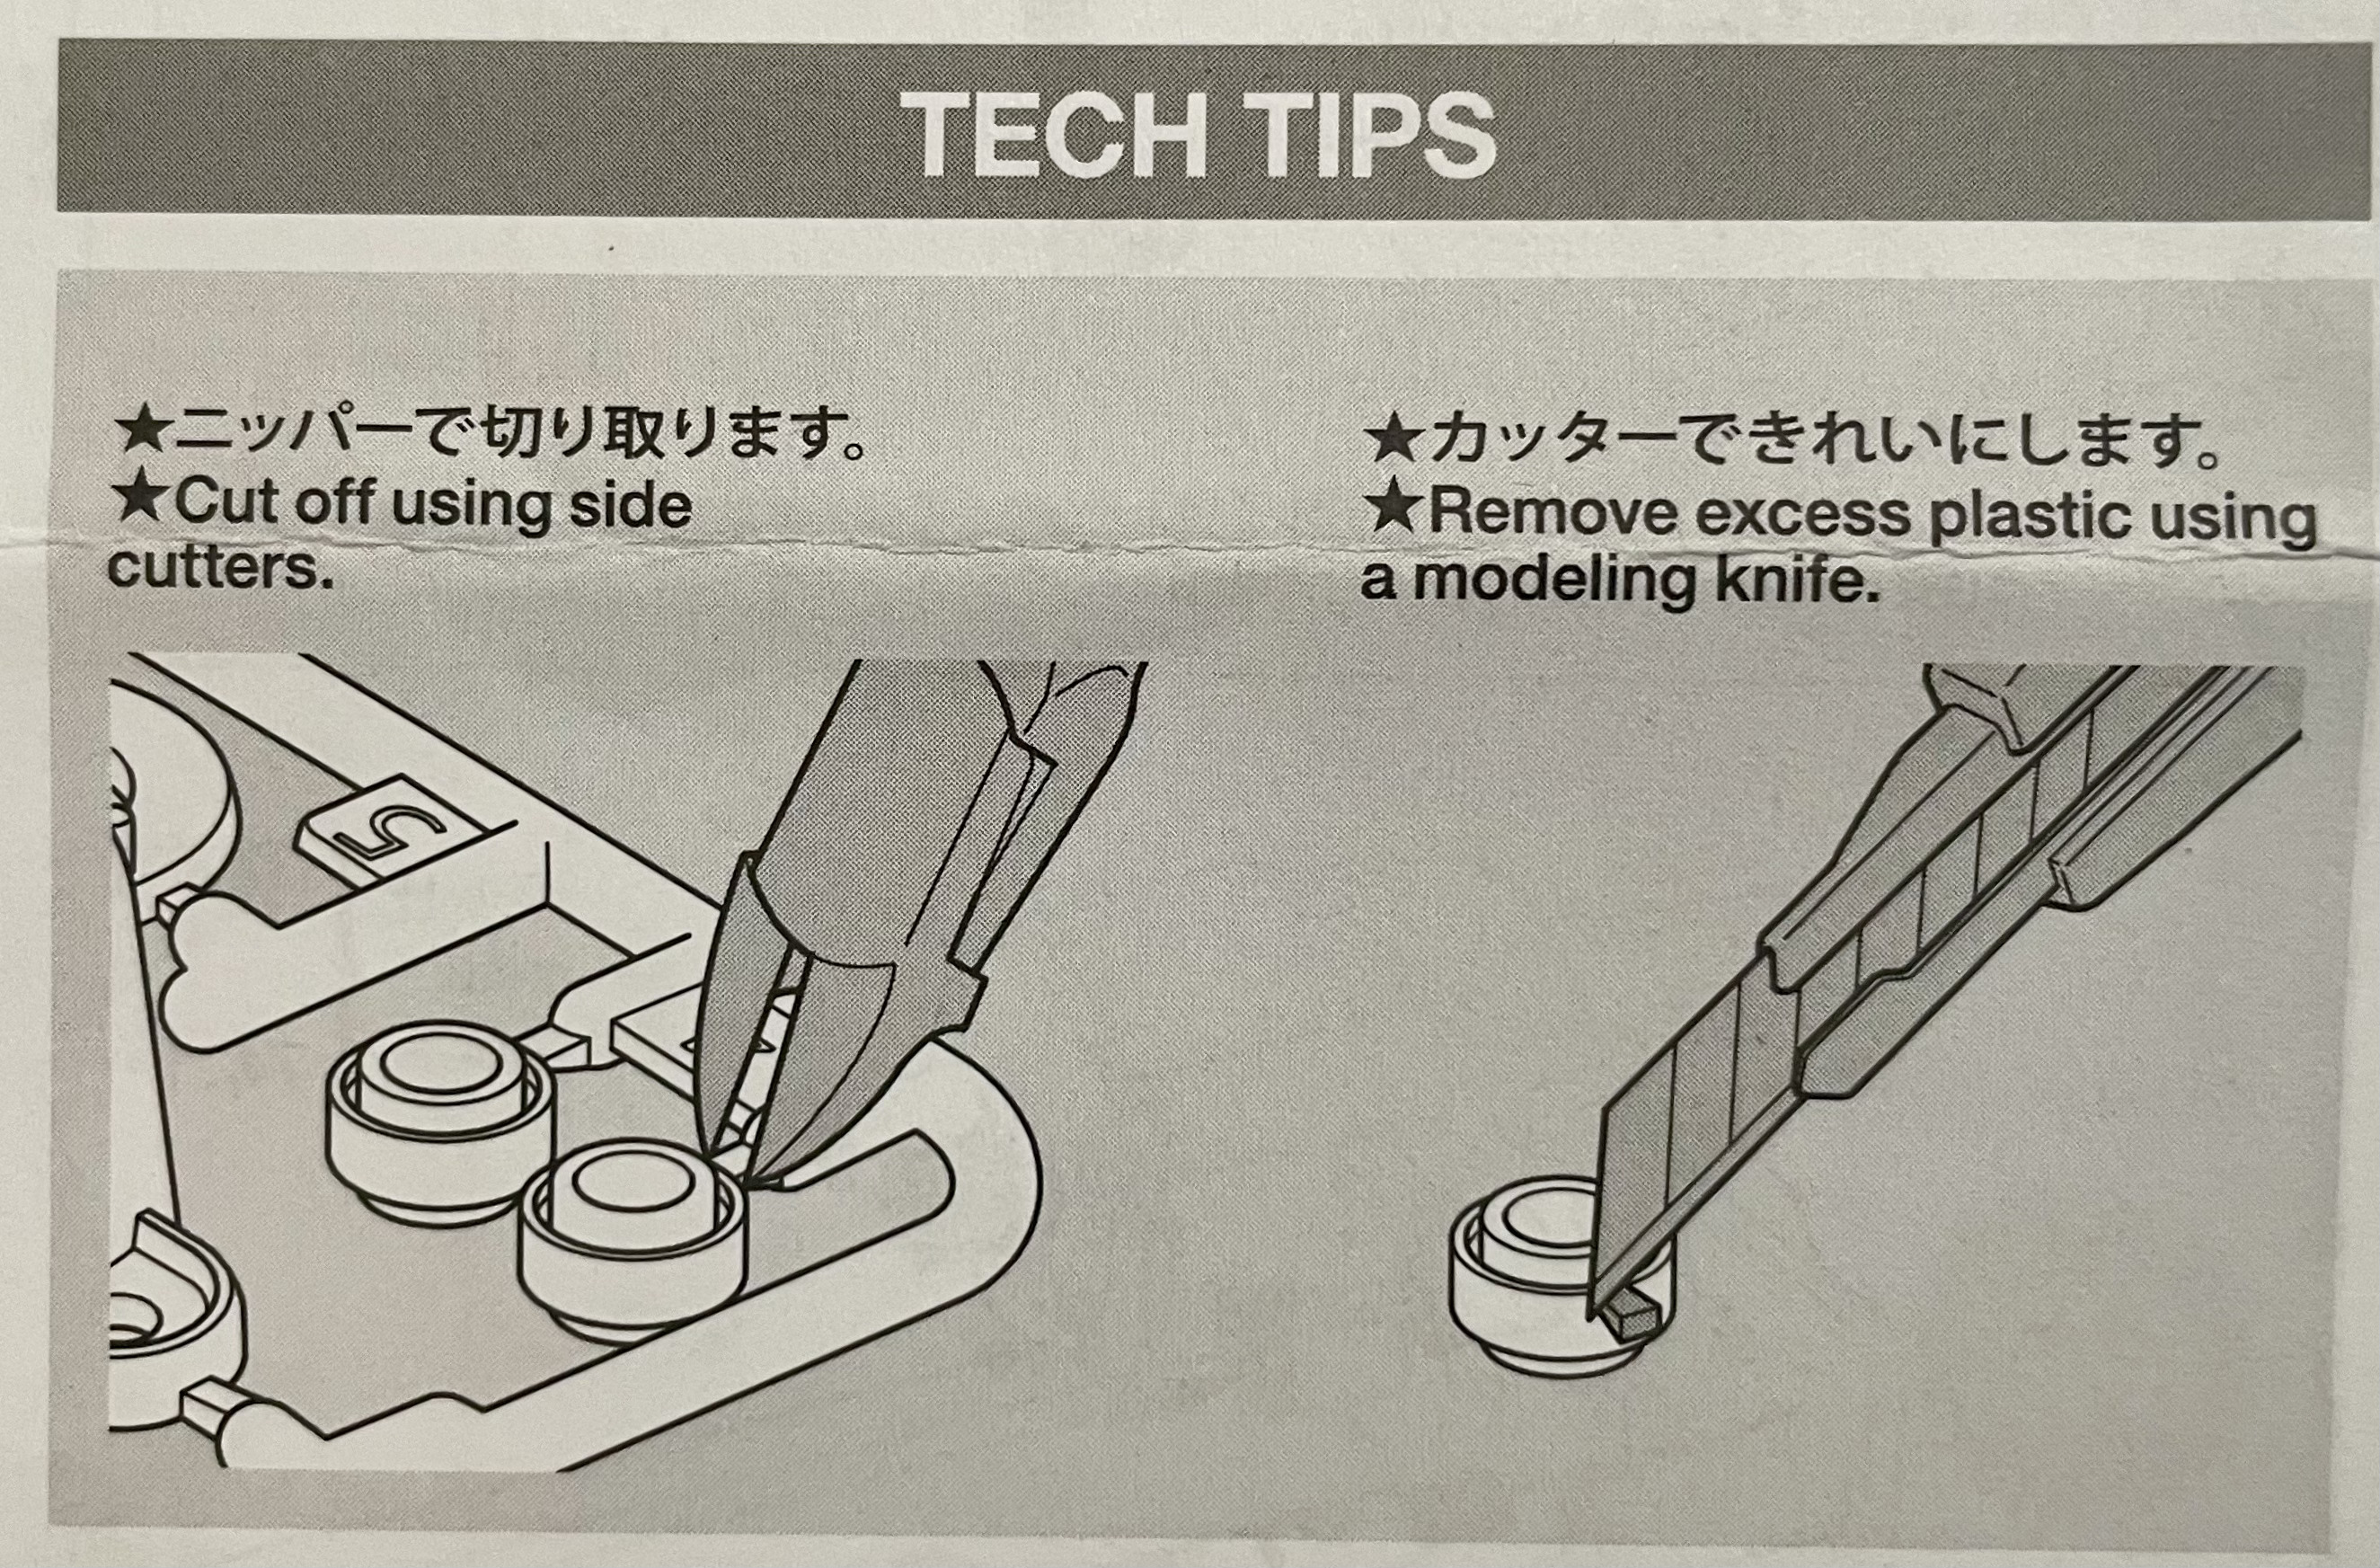 TECH TIPS
★ニッパーで切り取ります。
★Cut off using side
cutters.
★カッターできれいにします。
★Remove excess plastic using
a modeling knife.
5